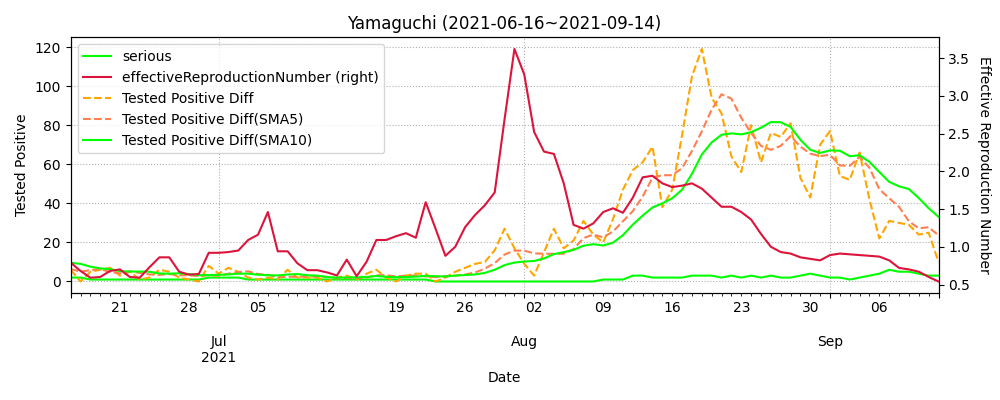 Yamaguchi (2021-06-16~2021-09-14)
serious
effectiveReproductionNumber (right)
Tested Positive Diff
Tested Positive Diff(SMA5)
Tested Positive Diff(SMA10)
Tested Positive
120
100
80
60
40
20
0
3.5
3.0
2.5
2.0
1.5
1.0
0.5
Effective Reproduction Number
21 28 05 12 19 26 02 09 16 23 30 06
Jul Aug Sep
2021
Date